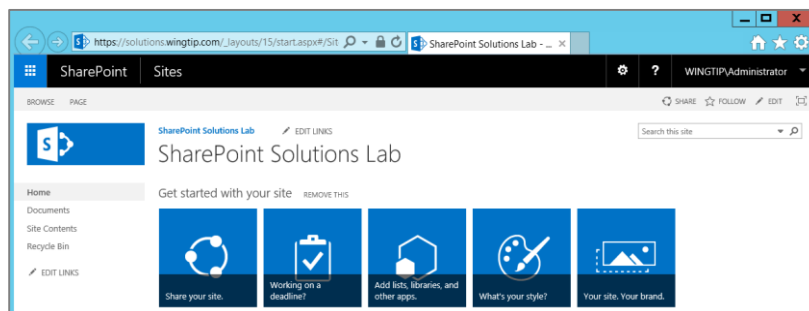 https://solutions.wingtip.com/_layouts/15/start.aspx#/Sit
SharePoint Solutions Lab - ...
SharePoint Sites
? WINGTIP\Administrator
BROWSE PAGE
SHARE FOLLOW EDIT
S
SharePoint Solutions Lab EDIT LINKS
Search this site
SharePoint Solutions Lab
Home
Documents
Site Contents
Recycle Bin
EDIT LINKS
Get started with your site REMOVE THIS
Share your site.
Working on a
deadline?
Add lists, libraries, and
other apps.
What's your style?
Your site. Your brand.